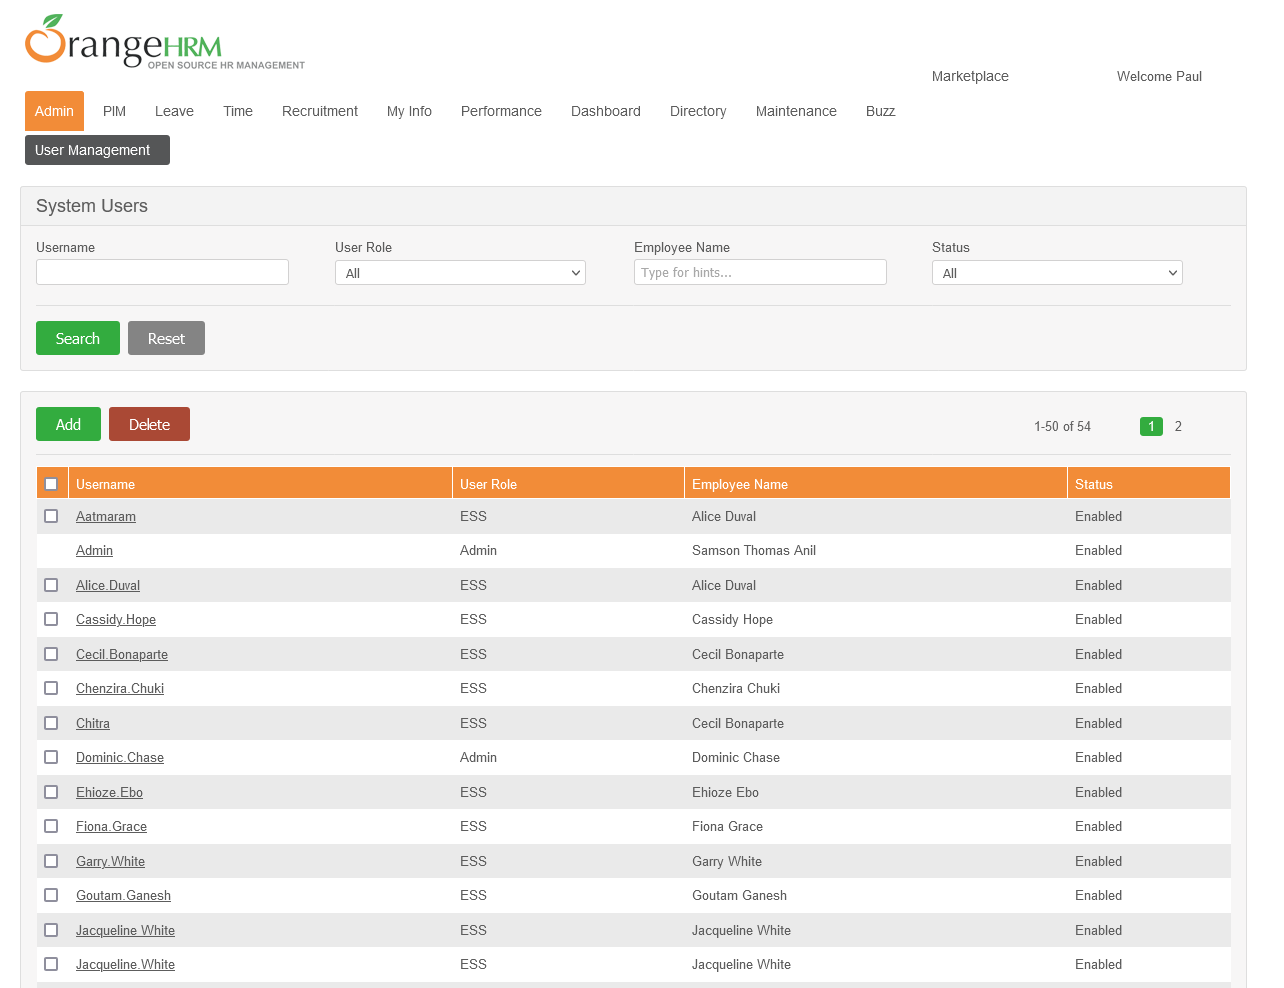 OrangeHRM
OPEN SOURCE HR MANAGEMENT
Marketplace Welcome Paul
Admin PIM Leave Time Recruitment My Info Performance Dashboard Directory Maintenance Buzz
User Management
System Users
Username User Role Employee Name Status
All Type for hints... All
Search Reset
Add Delete 1-50 of 54 1 2
Username User Role Employee Name Status
Aatmaram ESS Alice Duval Enabled
Admin Admin Samson Thomas Anil Enabled
Alice.Duval ESS Alice Duval Enabled
Cassidy.Hope ESS Cassidy Hope Enabled
Cecil.Bonaparte ESS Cecil Bonaparte Enabled
Chenzira.Chuki ESS Chenzira Chuki Enabled
Chitra ESS Cecil Bonaparte Enabled
Dominic.Chase Admin Dominic Chase Enabled
Ehioze.Ebo ESS Ehioze Ebo Enabled
Fiona.Grace ESS Fiona Grace Enabled
Garry.White ESS Garry White Enabled
Goutam.Ganesh ESS Goutam Ganesh Enabled
Jacqueline White ESS Jacqueline White Enabled
Jacqueline.White ESS Jacqueline White Enabled